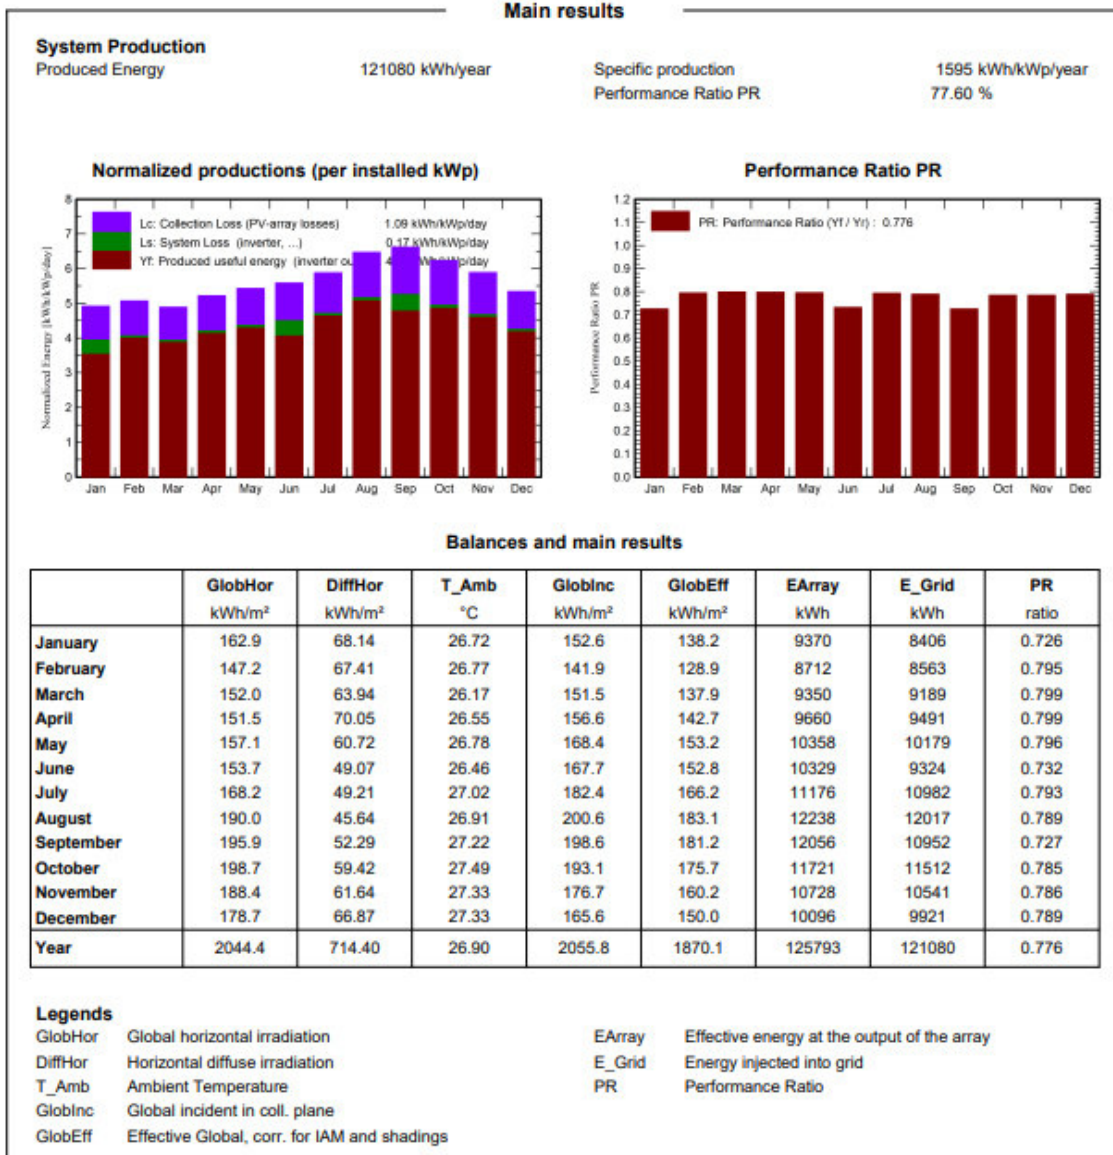 Main results
System Production
Produced Energy 121080 kWh/year Specific production 1595 kWh/kWp/year
Performance Ratio PR 77.60 %
Normalized productions (per installed kWp)
Normalized Energy [kWh/kWp/day]
8
7
6
5
4
3
2
1
0
Lc: Collection Loss (PV-array losses) 1.09 kWh/kWp/day
Ls: System Loss (inverter, ...) 0.17 kWh/kWp/day
Yf: Produced useful energy (inverter ou
Jan Feb Mar Apr May Jun Jul Aug Sep Oct Nov Dec
Performance Ratio PR
Performance Ratio PR
1.2
1.1
1.0
0.9
0.8
0.7
0.6
0.5
0.4
0.3
0.2
0.1
0.0
PR: Performance Ratio (Yf / Yr) : 0.776
Jan Feb Mar Apr May Jun Jul Aug Sep Oct Nov Dec
Balances and main results
GlobHor DiffHor T_Amb GlobInc GlobEff EArray E_Grid PR
kWh/m² kWh/m² °C kWh/m² kWh/m² kWh kWh ratio
January 162.9 68.14 26.72 152.6 138.2 9370 8406 0.726
February 147.2 67.41 26.77 141.9 128.9 8712 8563 0.795
March 152.0 63.94 26.17 151.5 137.9 9350 9189 0.799
April 151.5 70.05 26.55 156.6 142.7 9660 9491 0.799
May 157.1 60.72 26.78 168.4 153.2 10358 10179 0.796
June 153.7 49.07 26.46 167.7 152.8 10329 9324 0.732
July 168.2 49.21 27.02 182.4 166.2 11176 10982 0.793
August 190.0 45.64 26.91 200.6 183.1 12238 12017 0.789
September 195.9 52.29 27.22 198.6 181.2 12056 10952 0.727
October 198.7 59.42 27.49 193.1 175.7 11721 11512 0.785
November 188.4 61.64 27.33 176.7 160.2 10728 10541 0.786
December 178.7 66.87 27.33 165.6 150.0 10096 9921 0.789
Year 2044.4 714.40 26.90 2055.8 1870.1 125793 121080 0.776
Legends
GlobHor Global horizontal irradiation EArray Effective energy at the output of the array
DiffHor Horizontal diffuse irradiation E_Grid Energy injected into grid
T_Amb Ambient Temperature PR Performance Ratio
GlobInc Global incident in coll. plane
GlobEff Effective Global, corr. for IAM and shadings